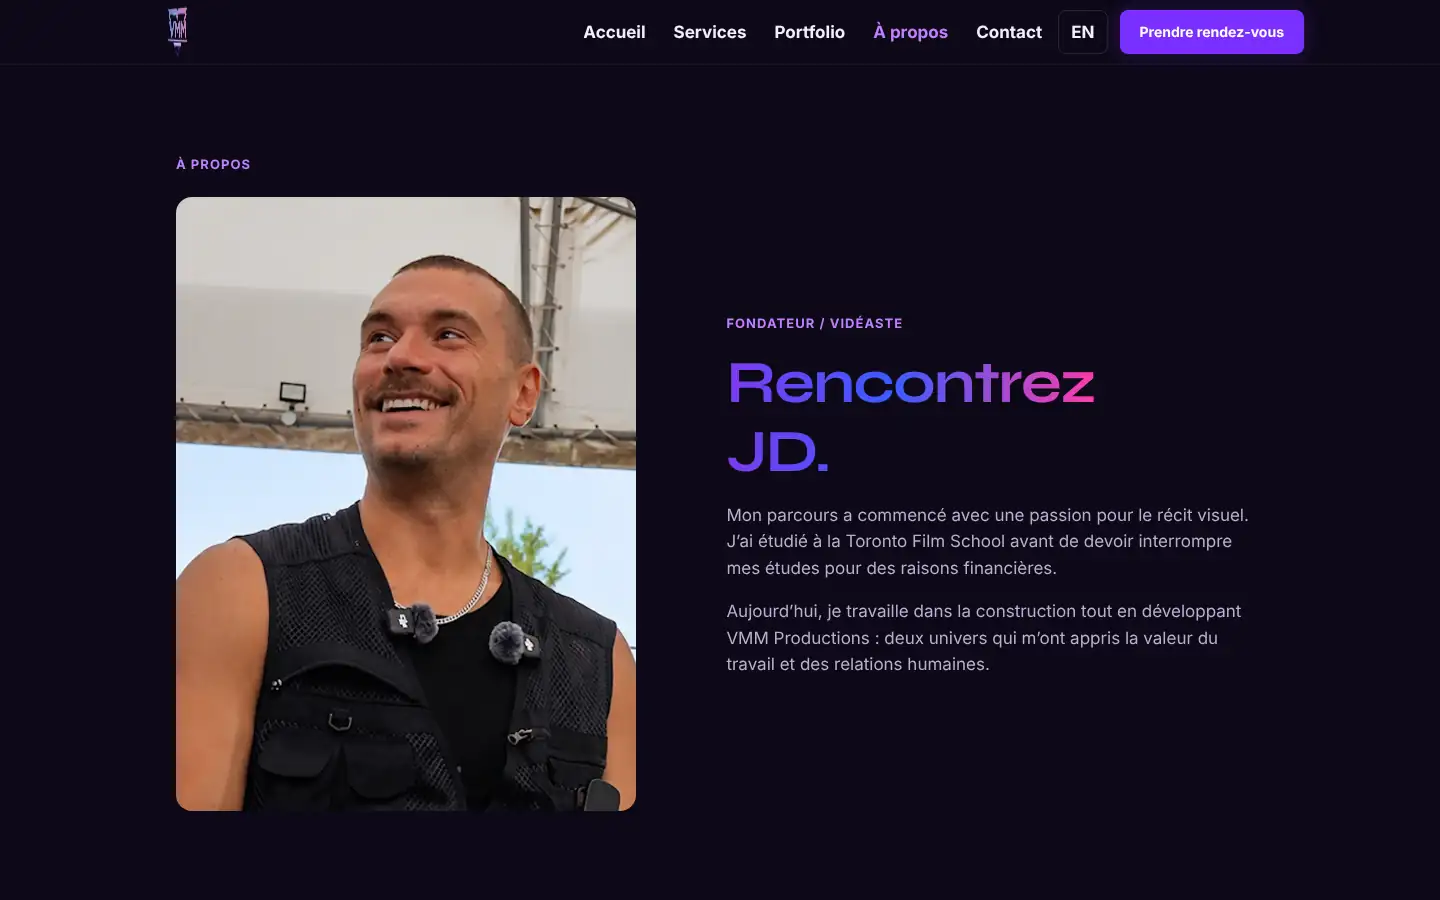 VMM
Accueil Services Portfolio À propos Contact EN Prendre rendez-vous
À PROPOS
FONDATEUR / VIDÉASTE
Rencontrez
JD.
Mon parcours a commencé avec une passion pour le récit visuel.
J’ai étudié à la Toronto Film School avant de devoir interrompre
mes études pour des raisons financières.
Aujourd’hui, je travaille dans la construction tout en développant
VMM Productions : deux univers qui m’ont appris la valeur du
travail et des relations humaines.